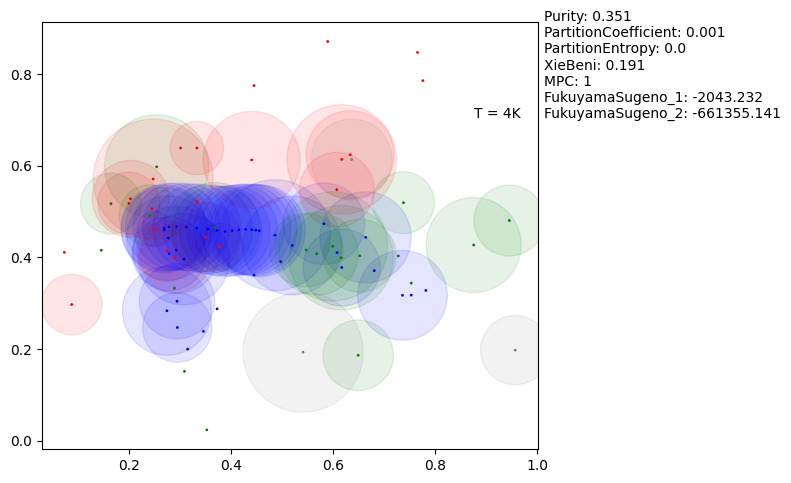 Purity: 0.351
PartitionCoefficient: 0.001
PartitionEntropy: 0.0
XieBeni: 0.191
MPC: 1
FukuyamaSugeno_1: -2043.232
FukuyamaSugeno_2: -661355.141
T = 4K
0.8
0.6
0.4
0.2
0.0
0.2 0.4 0.6 0.8 1.0